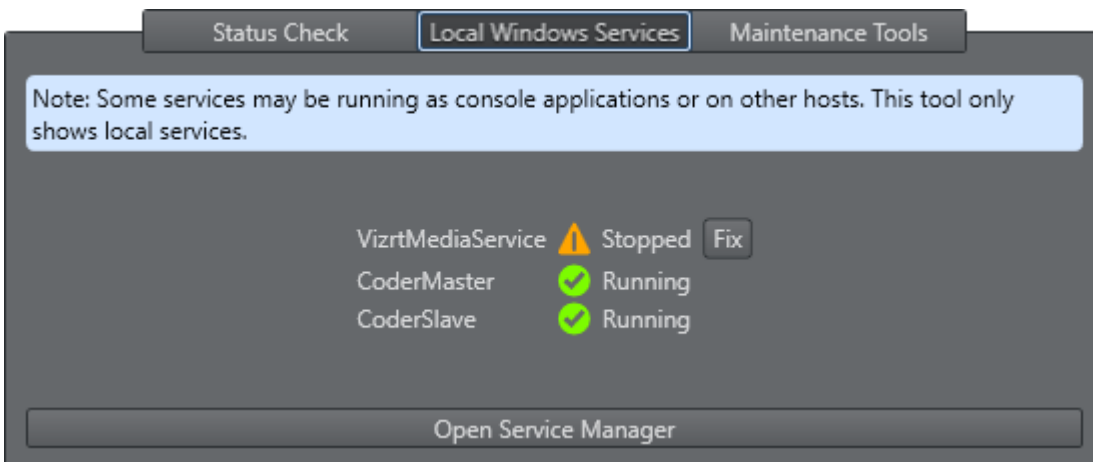 Status Check Local Windows Services Maintenance Tools
Note: Some services may be running as console applications or on other hosts. This tool only
shows local services.
VizrtMediaService Stopped Fix
CoderMaster Running
CoderSlave Running
Open Service Manager